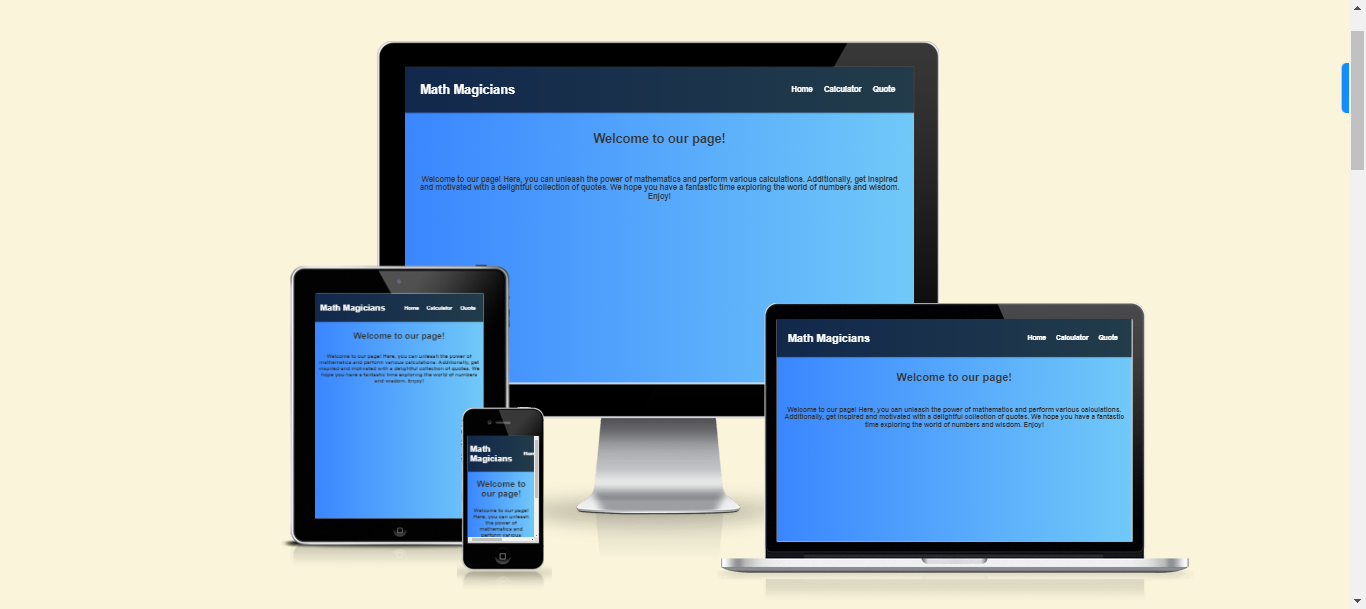 Math Magicians
Home Calculator Quote
Welcome to our page!
Welcome to our page! Here, you can unleash the power of mathematics and perform various calculations. Additionally, get inspired
and motivated with a delightful collection of quotes. We hope you have a fantastic time exploring the world of numbers and wisdom.
Enjoy!
Math Magicians
Home Calculator Quote
Welcome to our page!
Welcome to our page! Here, you can unleash the power of
mathematics and perform various calculations. Additionally, get
inspired and motivated with a delightful collection of quotes. We
hope you have a fantastic time exploring the world of numbers
and wisdom. Enjoy!
Math
Magicians
Welcome to
our page!
Welcome to our page!
Here, you can unleash
the power of
mathematics and
perform various
Math Magicians
Home Calculator Quote
Welcome to our page!
Welcome to our page! Here, you can unleash the power of mathematics and perform various calculations.
Additionally, get inspired and motivated with a delightful collection of quotes. We hope you have a fantastic
time exploring the world of numbers and wisdom. Enjoy!